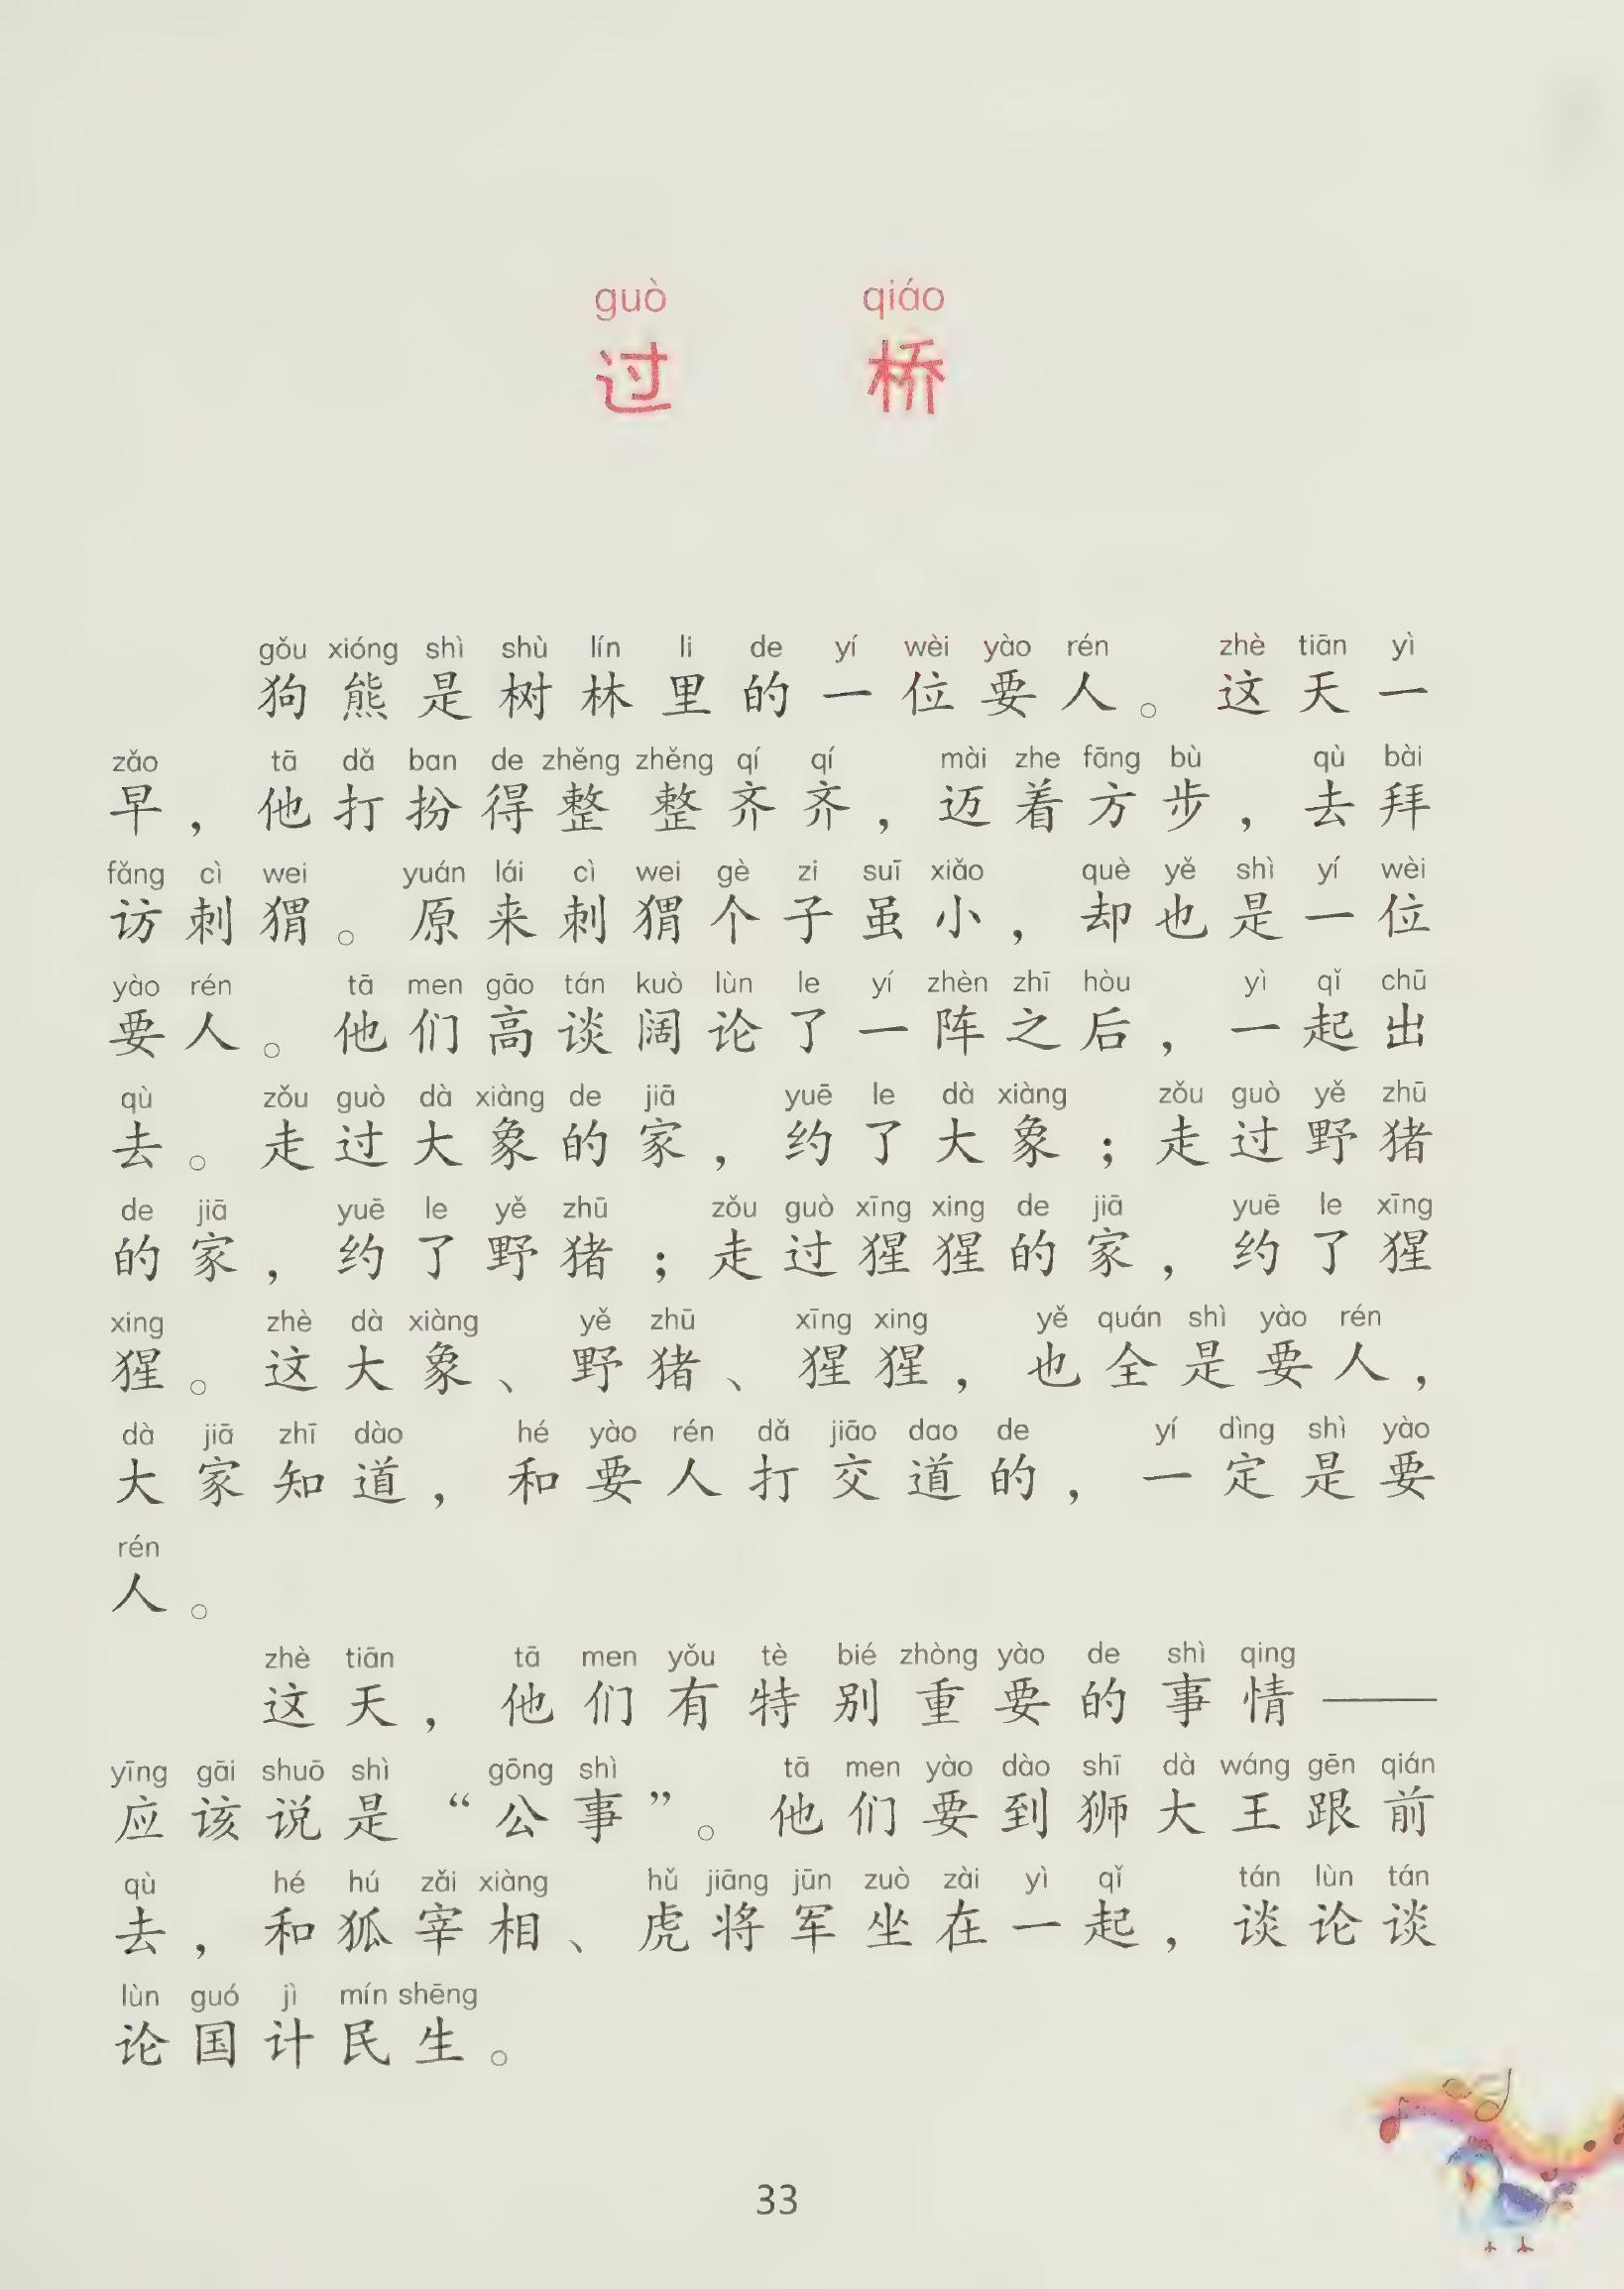 guò qiáo
过 桥
gǒu xióng shì shù lín li de yí wèi yào rén zhè tiān yì
狗熊是树林里的一位要人。这天一
zǎo tā dǎ ban de zhěng zhěng qí qí mài zhe fāng bù qù bài
早，他打扮得整整齐齐，迈着方步，去拜
fǎng cì wei yuán lái cì wei gè zi suī xiǎo què yě shì yí wèi
访刺猬。原来刺猬个子虽小，却也是一位
yào rén tā men gāo tán kuò lùn le yí zhèn zhī hòu yì qǐ chū
要人。他们高谈阔论了一阵之后，一起出
qù zǒu guò dà xiàng de jiā yuē le dà xiàng zǒu guò yě zhū
去。走过大象的家，约了大象；走过野猪
de jiā yuē le yě zhū zǒu guò xīng xing de jiā yuē le xīng
的家，约了野猪；走过猩猩的家，约了猩
xing zhè dà xiàng yě zhū xīng xing yě quán shì yào rén
猩。这大象、野猪、猩猩，也全是要人，
dà jiā zhī dào hé yào rén dǎ jiāo dao de yí dìng shì yào
大家知道，和要人打交道的，一定是要
rén
人。
zhè tiān tā men yǒu tè bié zhòng yào de shì qing
这天，他们有特别重要的事情——
yīng gāi shuō shì gōng shì tā men yào dào shī dà wáng gēn qián
应该说是“公事”。他们要到狮大王跟前
qù hé hú zǎi xiàng hǔ jiāng jūn zuò zài yì qǐ tán lùn tán
去，和狐宰相、虎将军坐在一起，谈论谈
lùn guó jì mín shēng
论国计民生。
33